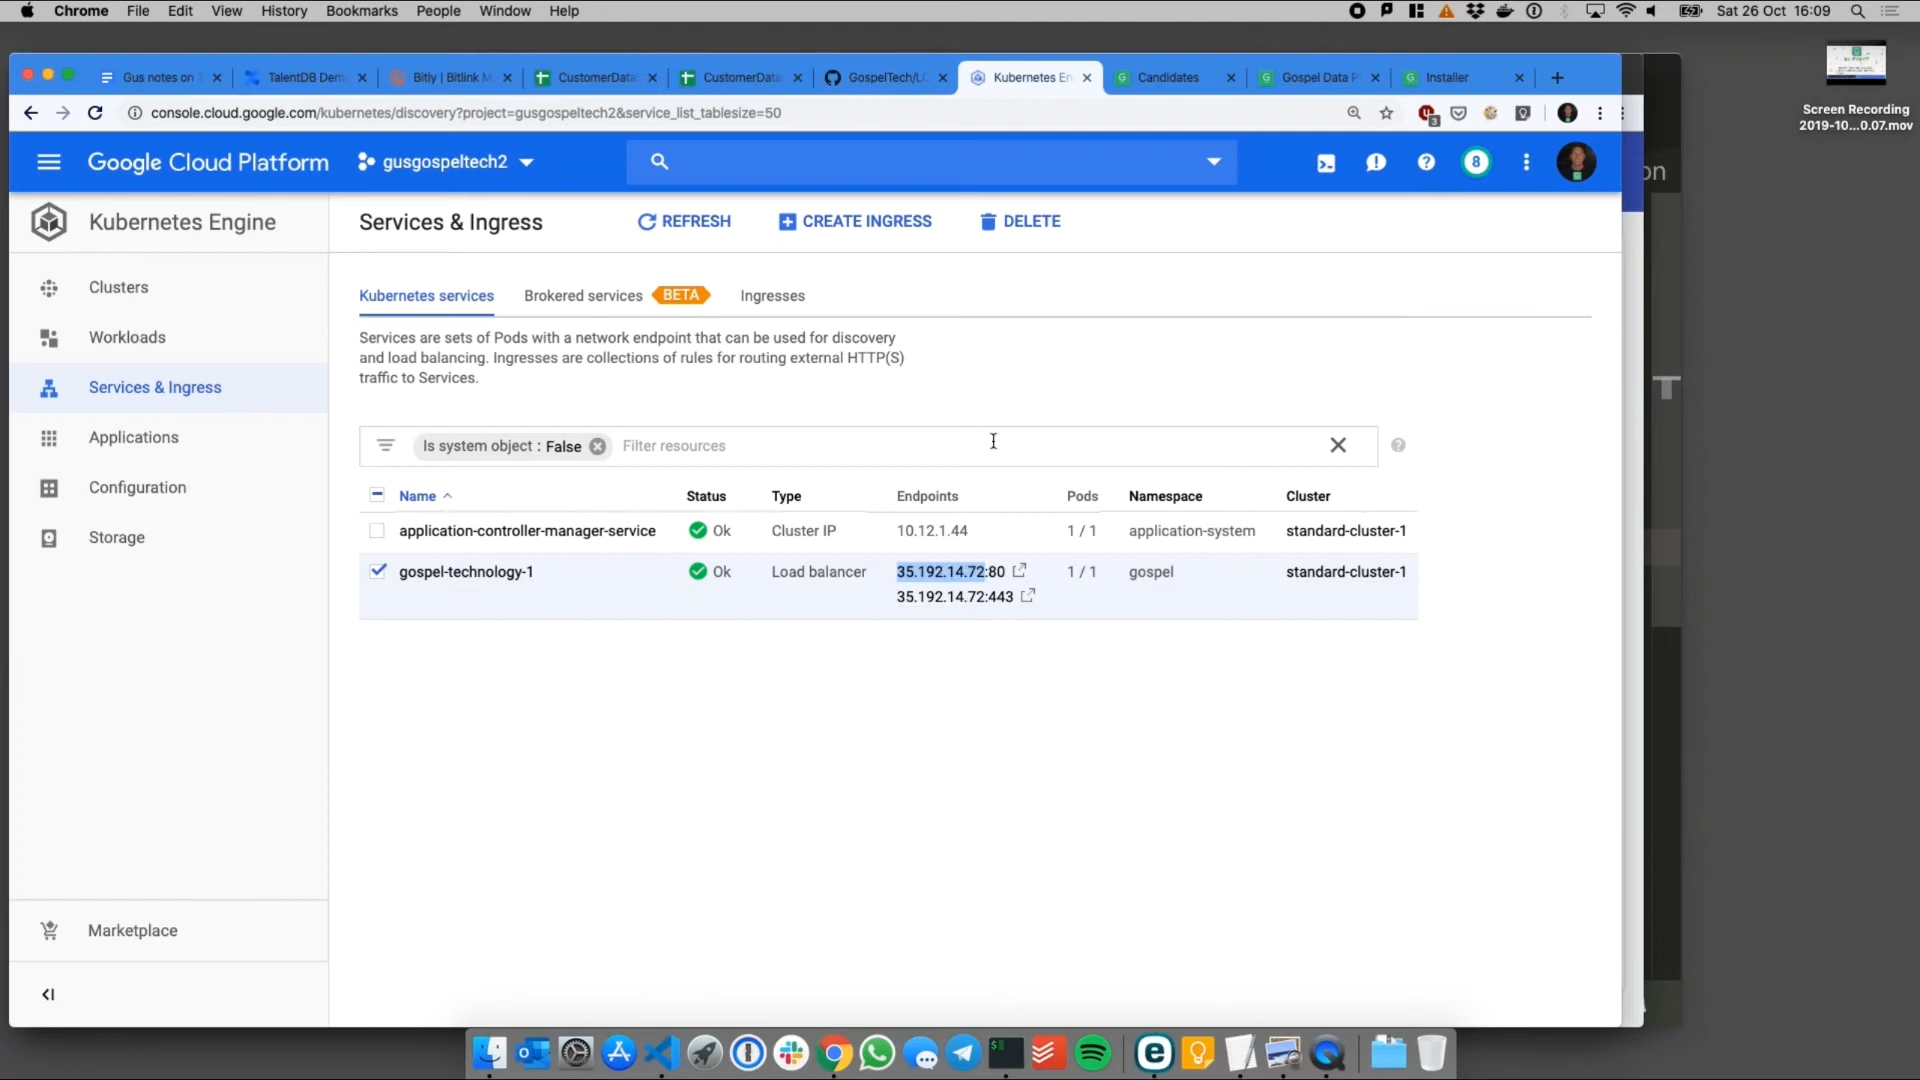 Chrome File Edit View History Bookmarks People Window Help
Sat 26 Oct 16:09
Gus notes on
TalentDB Dem
Bitly | Bitlink M
CustomerData
CustomerData
GospelTech/L
Kubernetes En
Candidates
Gospel Data P
Installer
console.cloud.google.com/kubernetes/discovery?project=gusgospeltech2&service_list_tablesize=50
3
Google Cloud Platform
gusgospeltech2
8
on
Screen Recording
2019-10...0.07.mov
Kubernetes Engine
Services & Ingress
REFRESH
CREATE INGRESS
DELETE
Clusters
Workloads
Services & Ingress
Applications
Configuration
Storage
Marketplace
Kubernetes services
Brokered services BETA
Ingresses
Services are sets of Pods with a network endpoint that can be used for discovery
and load balancing. Ingresses are collections of rules for routing external HTTP(S)
traffic to Services.
Is system object : False
Filter resources
Name Status Type Endpoints Pods Namespace Cluster
application-controller-manager-service Ok Cluster IP 10.12.1.44 1 / 1 application-system standard-cluster-1
gospel-technology-1 Ok Load balancer 35.192.14.72:80 1 / 1 gospel standard-cluster-1
35.192.14.72:443